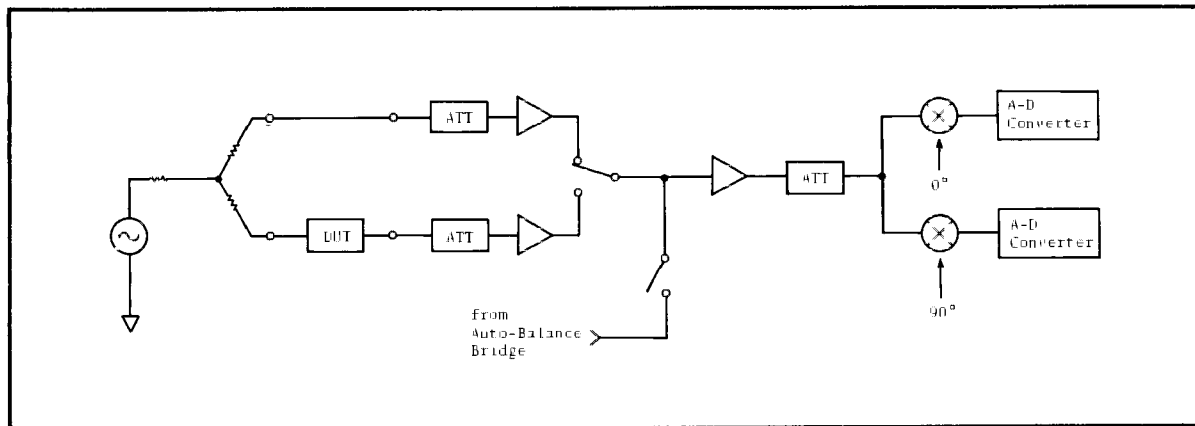 ATT
A-D
Converter
0°
DUT
ATT
ATT
A-D
Converter
90°
from
Auto-Balance
Bridge